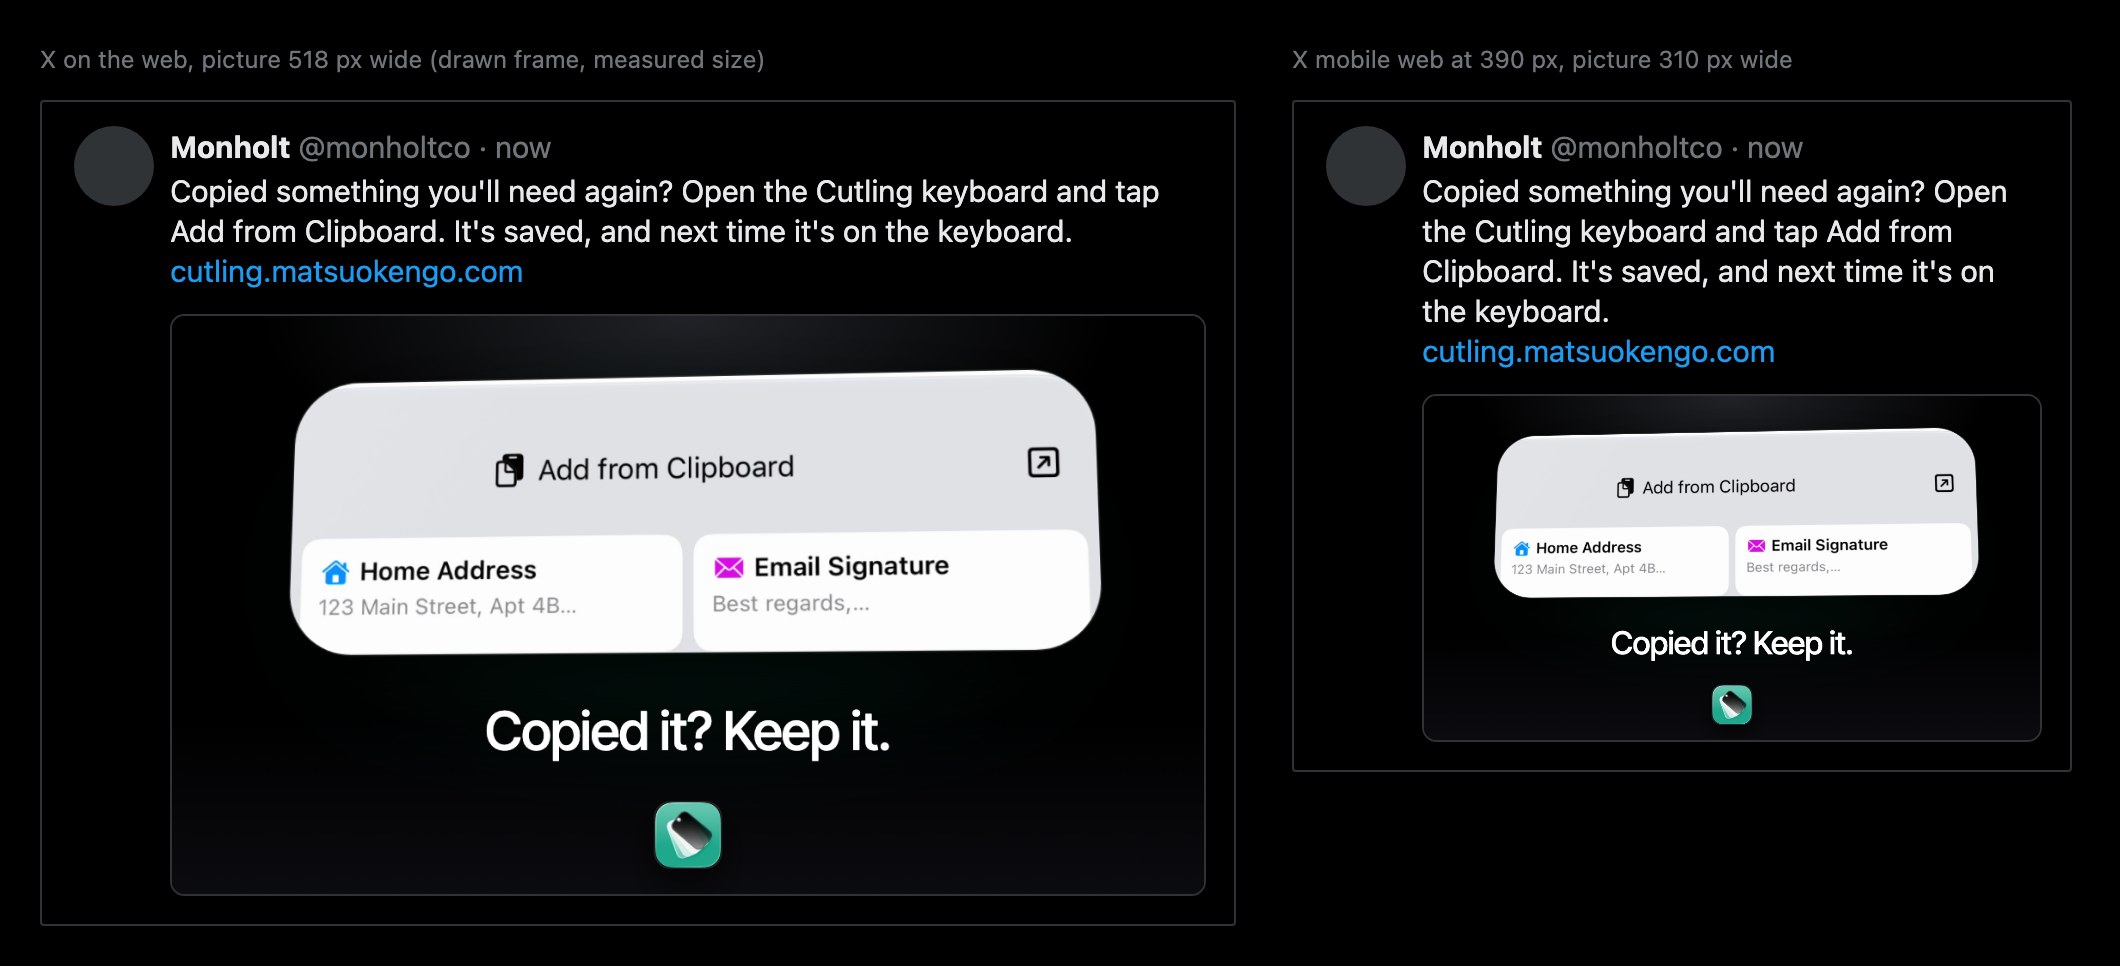 X on the web, picture 518 px wide (drawn frame, measured size)
Monholt @monholtco · now
Copied something you'll need again? Open the Cutling keyboard and tap
Add from Clipboard. It's saved, and next time it's on the keyboard.
cutling.matsuokengo.com
Add from Clipboard
Home Address
123 Main Street, Apt 4B...
Email Signature
Best regards,...
Copied it? Keep it.
X mobile web at 390 px, picture 310 px wide
Monholt @monholtco · now
Copied something you'll need again? Open
the Cutling keyboard and tap Add from
Clipboard. It's saved, and next time it's on
the keyboard.
cutling.matsuokengo.com
Add from Clipboard
Home Address
123 Main Street, Apt 4B...
Email Signature
Best regards,...
Copied it? Keep it.